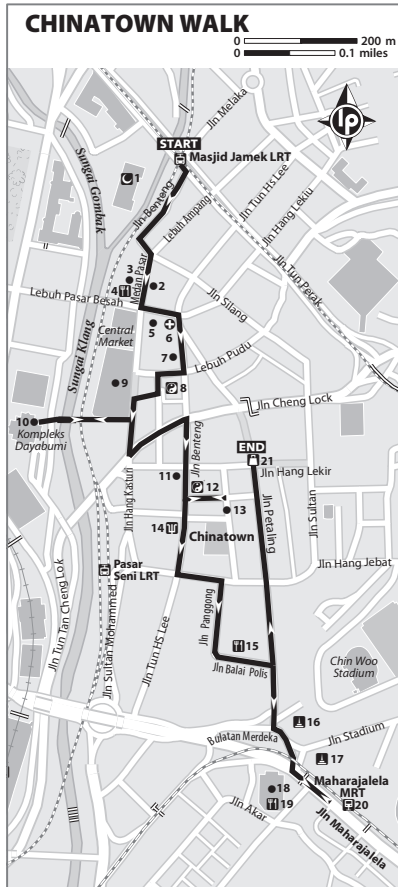 CHINATOWN WALK
0 200 m
0 0.1 miles
lp
START
Masjid Jamek LRT
Jln Melaka
Jln Tun HS Lee
Jln Hang Lekiu
Jln Tun Perak
Sungai Gombak
1
Jln Benteng
Lebuh Ampang
Medan Pasar
3
2
4
Lebuh Pasar Besah
Jln Silang
Sungai Klang
Central
Market
5
6
7
Lebuh Pudu
9
8
Jln Cheng Lock
10
Kompleks
Dayabumi
Jln Hang Kasturi
Jln Benteng
END
21
Jln Hang Lekir
11
12
13
Jln Petaling
Jln Sultan
14
Chinatown
Pasar
Seni LRT
Jln Hang Jebat
Jln Tun Tan Cheng Lok
Jln Sultan Mohammed
Jln Tun HS Lee
Jln Panggong
15
Jln Balai Polis
Chin Woo
Stadium
16
Bulatan Merdeka
Jln Stadium
17
Maharajalela
MRT
18
20
19
Jln Akar
Jln Maharajalela